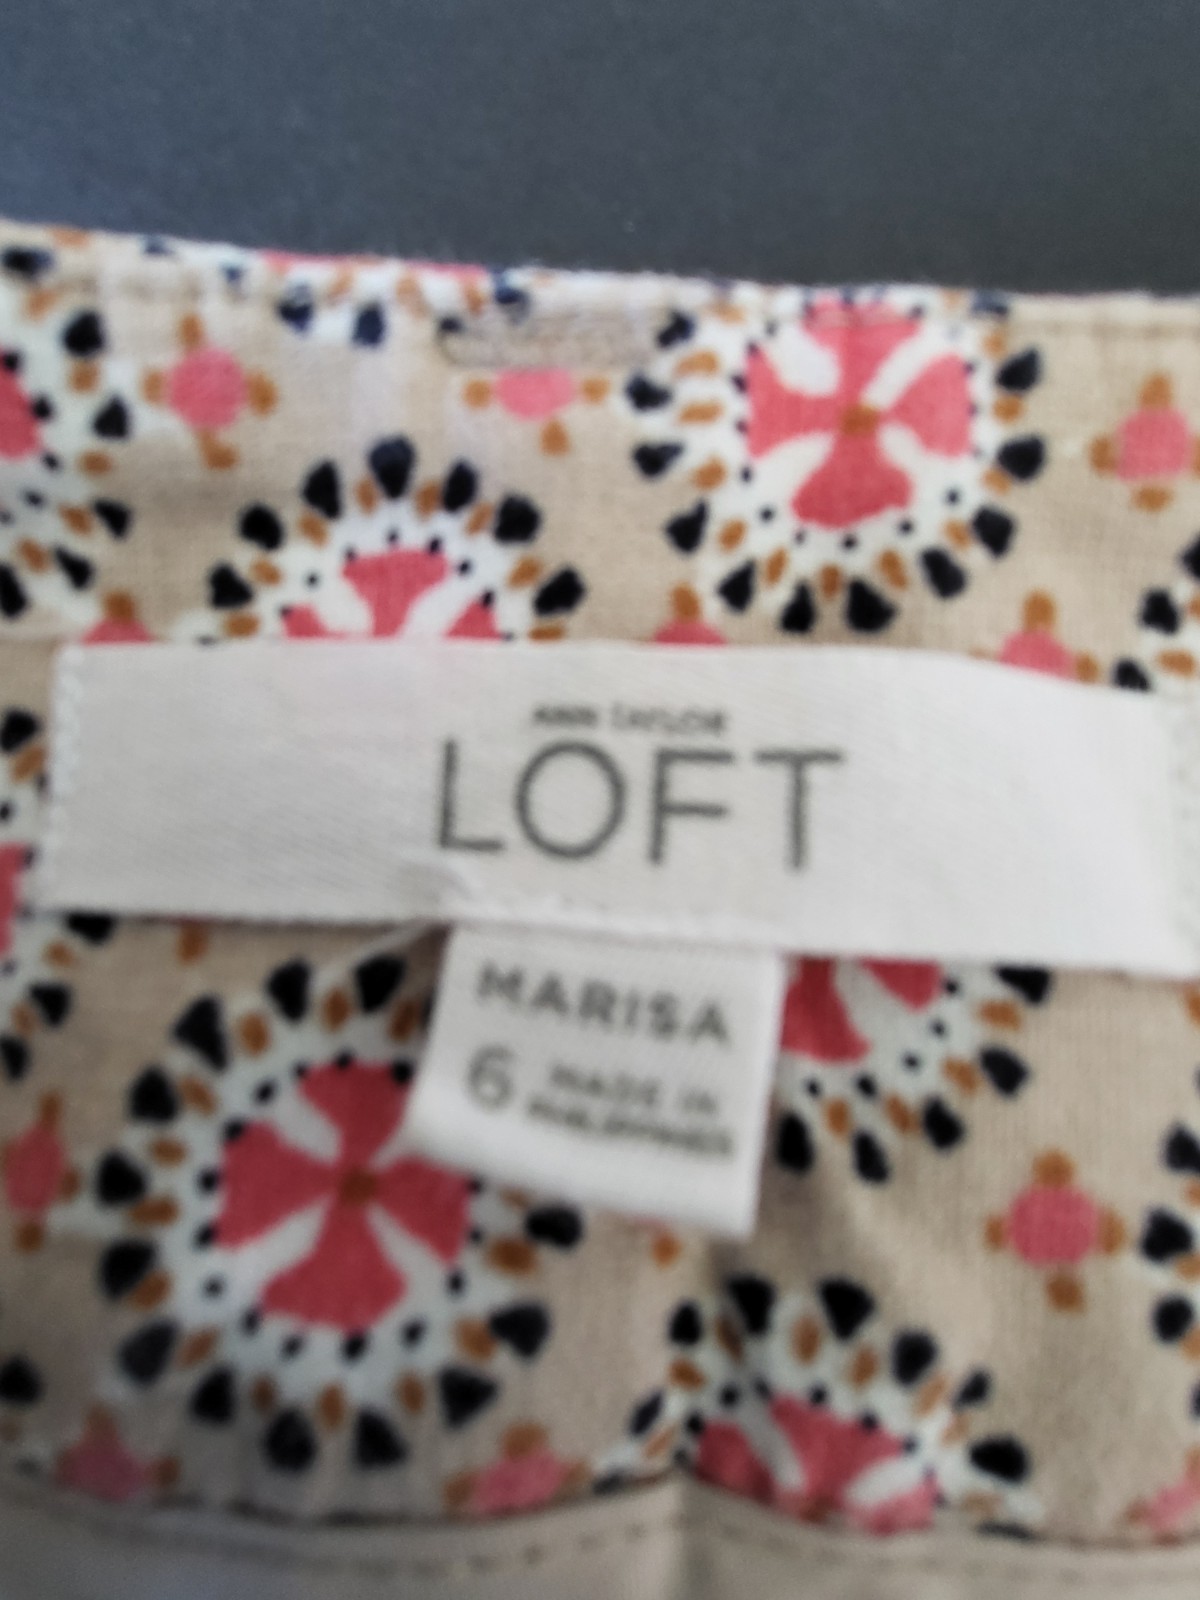 ANN TAYLOR
LOFT
MARISA
6 MADE IN
PHILIPPINES